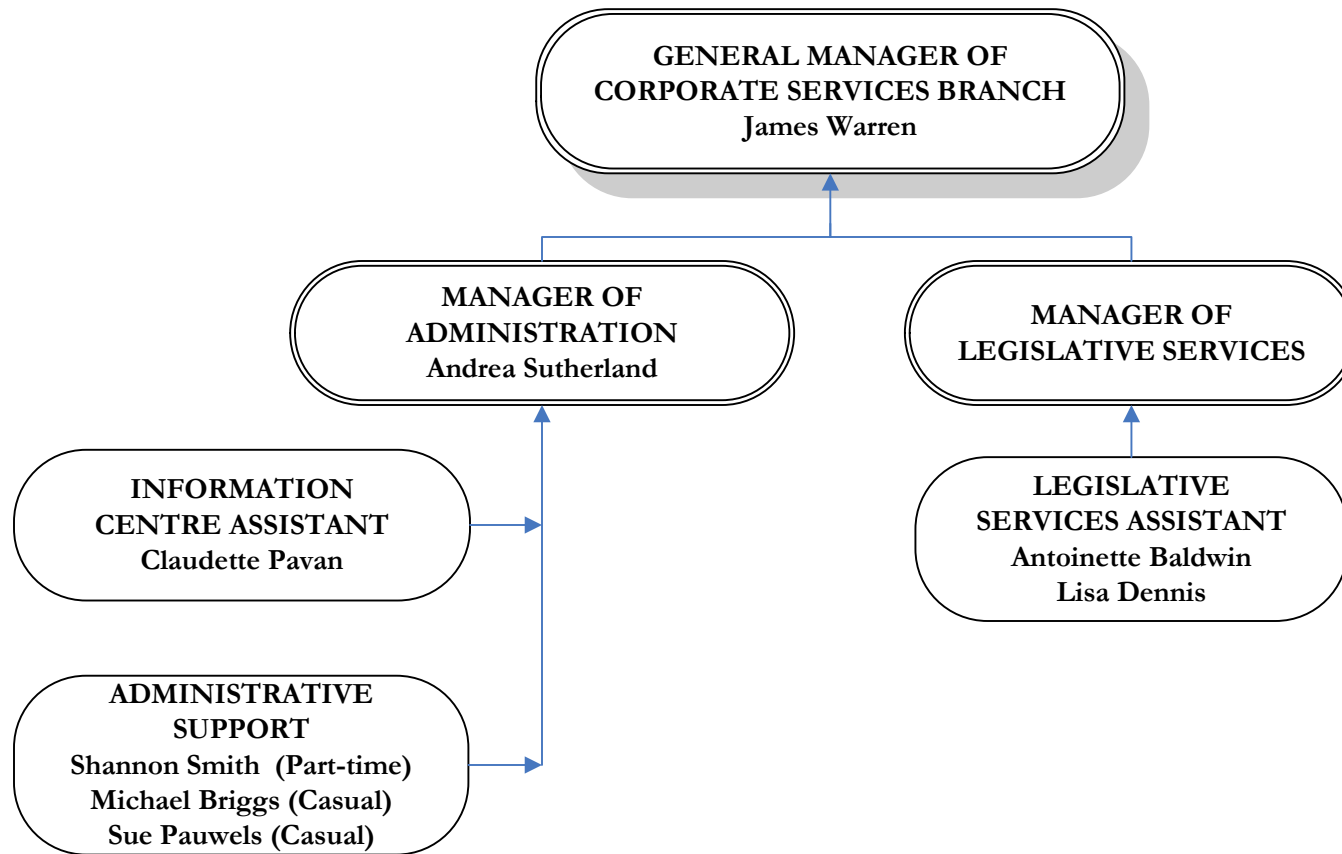 GENERAL MANAGER OF
CORPORATE SERVICES BRANCH
James Warren
MANAGER OF
ADMINISTRATION
Andrea Sutherland
MANAGER OF
LEGISLATIVE SERVICES
INFORMATION
CENTRE ASSISTANT
Claudette Pavan
LEGISLATIVE
SERVICES ASSISTANT
Antoinette Baldwin
Lisa Dennis
ADMINISTRATIVE
SUPPORT
Shannon Smith (Part-time)
Michael Briggs (Casual)
Sue Pauwels (Casual)